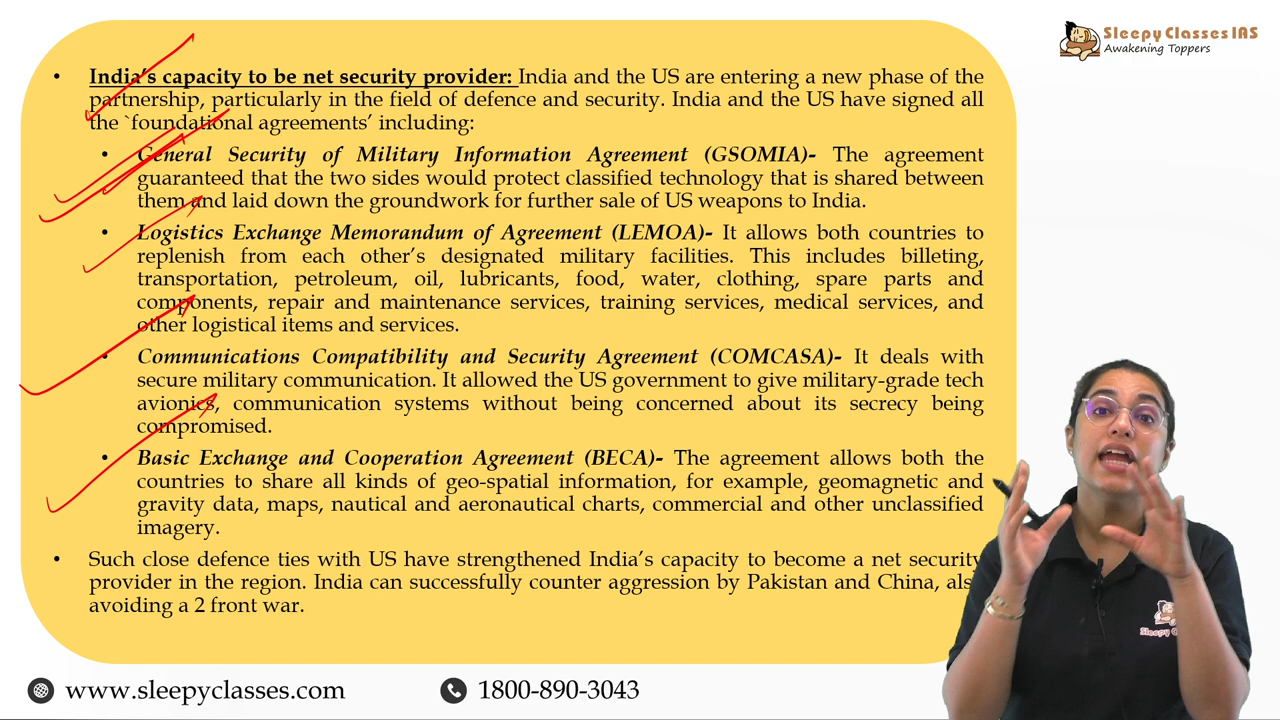 Sleepy Classes IAS
Awakening Toppers
• India's capacity to be net security provider: India and the US are entering a new phase of the
partnership, particularly in the field of defence and security. India and the US have signed all
the `foundational agreements' including:
• General Security of Military Information Agreement (GSOMIA)- The agreement
guaranteed that the two sides would protect classified technology that is shared between
them and laid down the groundwork for further sale of US weapons to India.
• Logistics Exchange Memorandum of Agreement (LEMOA)- It allows both countries to
replenish from each other's designated military facilities. This includes billeting,
transportation, petroleum, oil, lubricants, food, water, clothing, spare parts and
components, repair and maintenance services, training services, medical services, and
other logistical items and services.
• Communications Compatibility and Security Agreement (COMCASA)- It deals with
secure military communication. It allowed the US government to give military-grade tech
avionics, communication systems without being concerned about its secrecy being
compromised.
• Basic Exchange and Cooperation Agreement (BECA)- The agreement allows both the
countries to share all kinds of geo-spatial information, for example, geomagnetic and
gravity data, maps, nautical and aeronautical charts, commercial and other unclassified
imagery.
• Such close defence ties with US have strengthened India's capacity to become a net security
provider in the region. India can successfully counter aggression by Pakistan and China, als
avoiding a 2 front war.
Sleepy
www.sleepyclasses.com
1800-890-3043